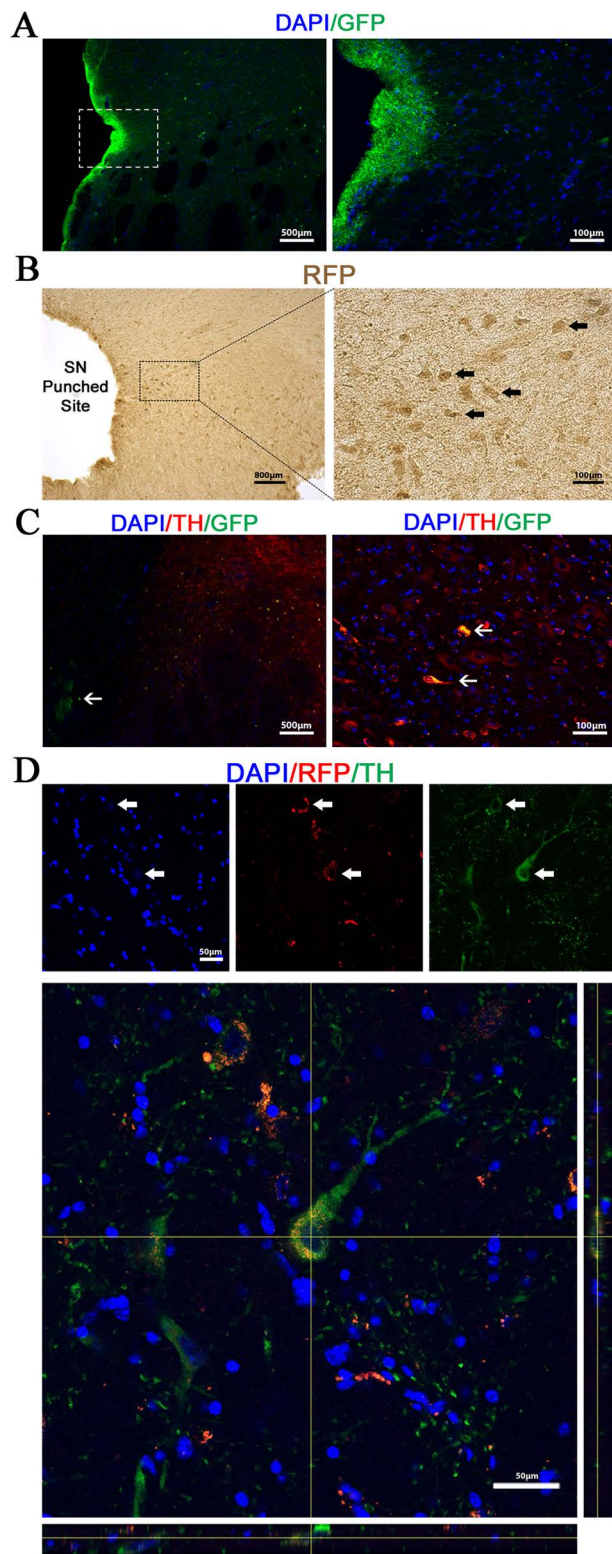 A
DAPI/GFP
500µm
100µm
B
RFP
SN
Punched
Site
800µm
100µm
C
DAPI/TH/GFP
DAPI/TH/GFP
500µm
100µm
D
DAPI/RFP/TH
50µm
50µm